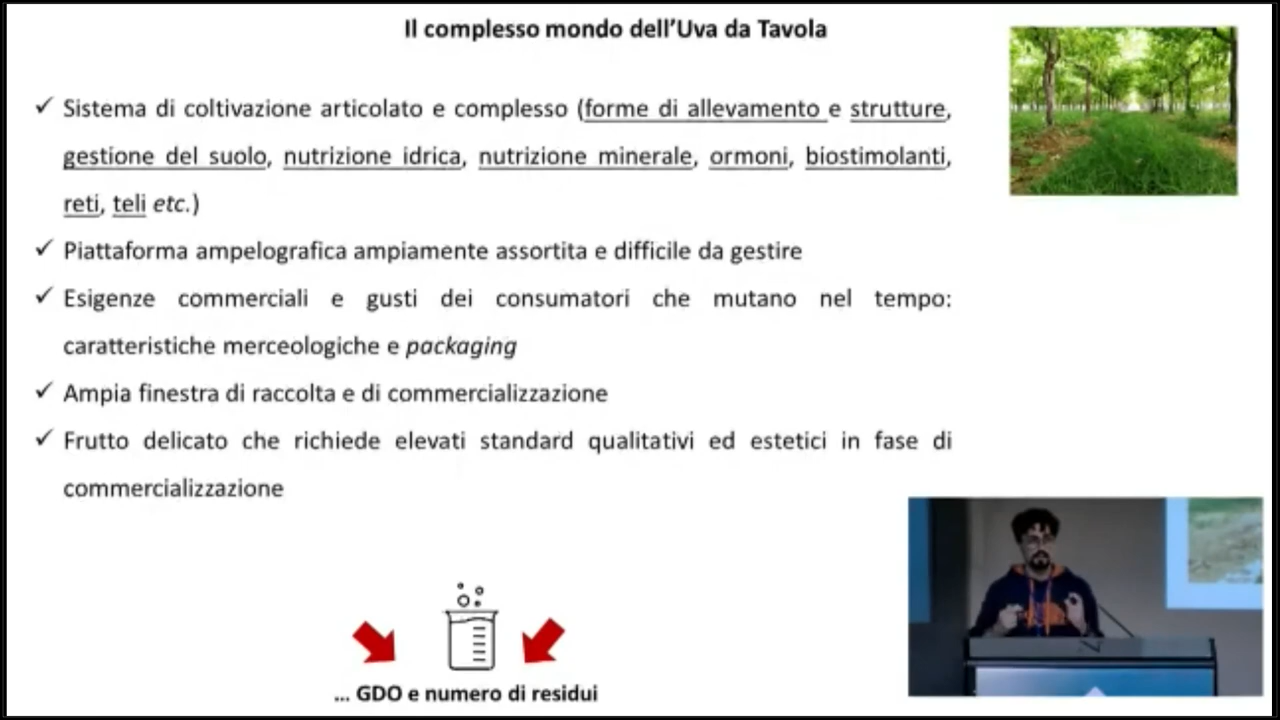 Il complesso mondo dell'Uva da Tavola
✓ Sistema di coltivazione articolato e complesso (forme di allevamento e strutture,
gestione del suolo, nutrizione idrica, nutrizione minerale, ormoni, biostimolanti,
reti, teli etc.)
✓ Piattaforma ampelografica ampiamente assortita e difficile da gestire
✓ Esigenze commerciali e gusti dei consumatori che mutano nel tempo:
caratteristiche merceologiche e packaging
✓ Ampia finestra di raccolta e di commercializzazione
✓ Frutto delicato che richiede elevati standard qualitativi ed estetici in fase di
commercializzazione
... GDO e numero di residui